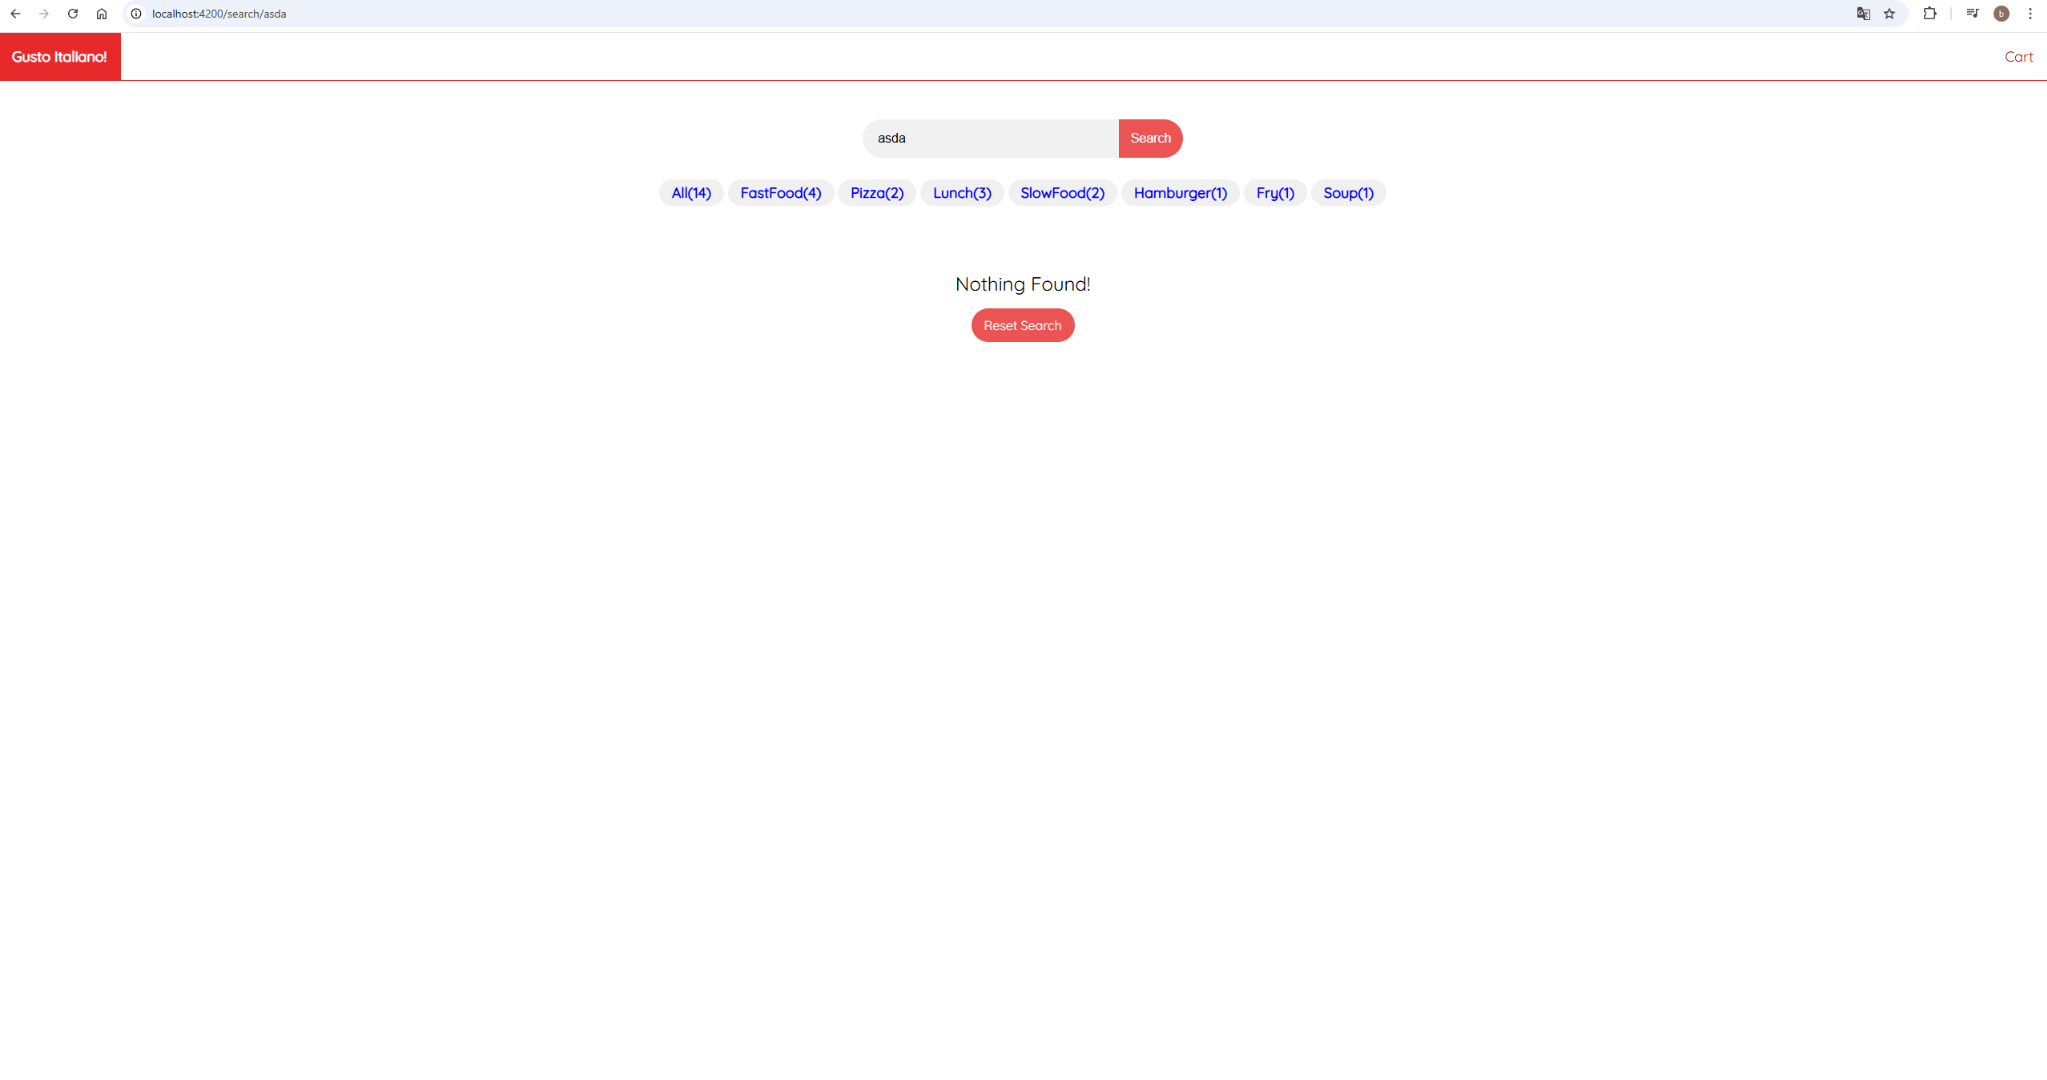 localhost:4200/search/asda
b
Gusto Italiano!
Cart
asda
Search
All(14) FastFood(4) Pizza(2) Lunch(3) SlowFood(2) Hamburger(1) Fry(1) Soup(1)
Nothing Found!
Reset Search